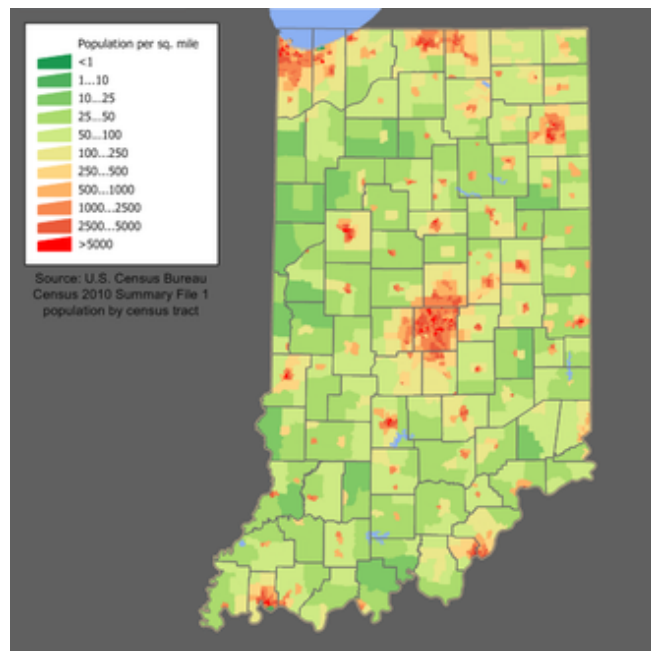 Population per sq. mile
<1
1...10
10...25
25...50
50...100
100...250
250...500
500...1000
1000...2500
2500...5000
>5000
Source: U.S. Census Bureau
Census 2010 Summary File 1
population by census tract